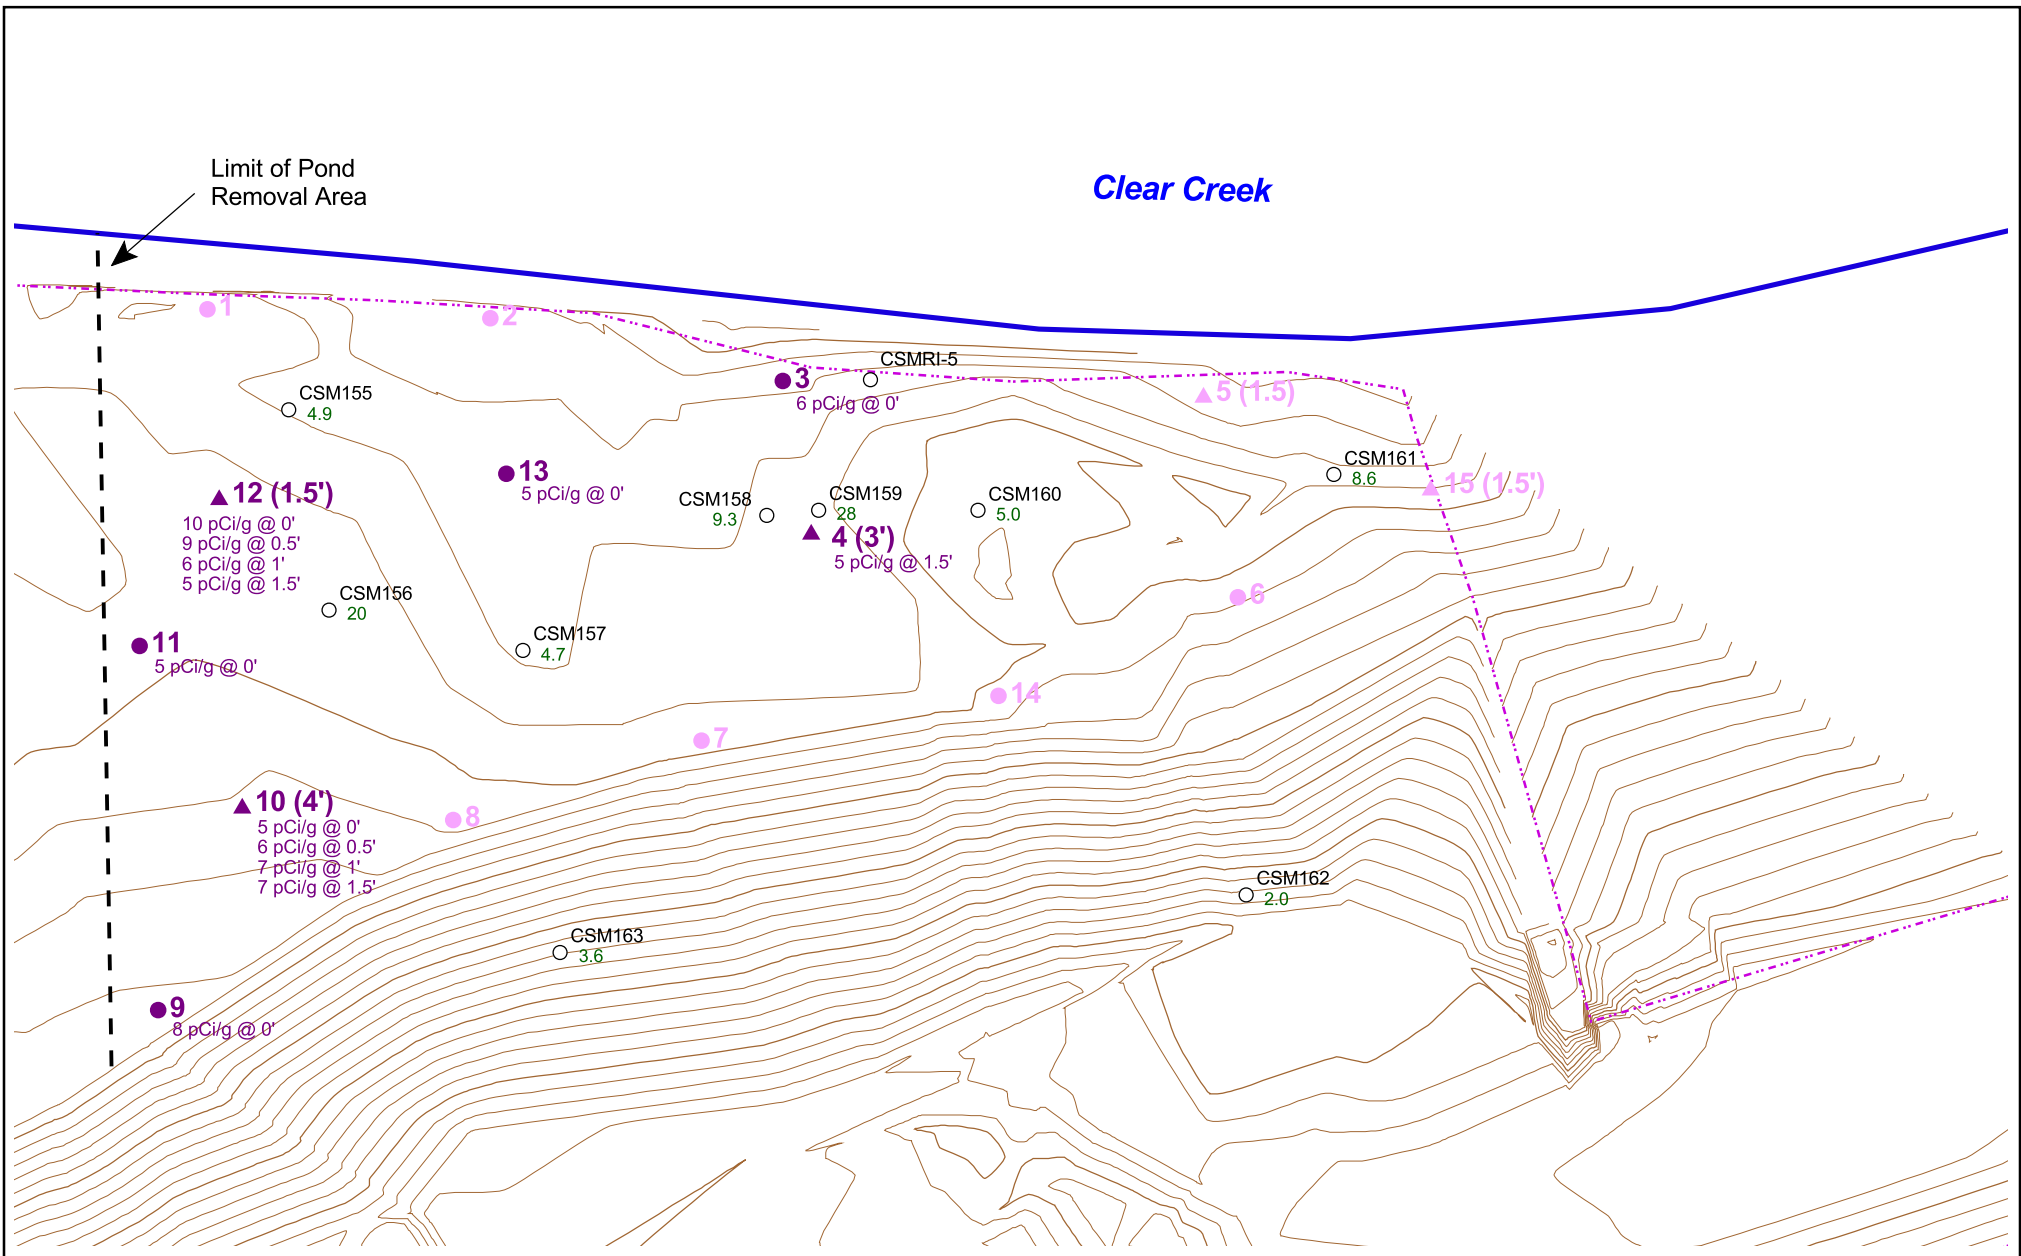 Limit of Pond
Removal Area
Clear Creek
1
2
CSMRI-5
3
6 pCi/g @ 0'
5 (1.5)
CSM155
4.9
CSM161
8.6
13
5 pCi/g @ 0'
15 (1.5')
12 (1.5')
10 pCi/g @ 0'
9 pCi/g @ 0.5'
6 pCi/g @ 1'
5 pCi/g @ 1.5'
CSM158
9.3
CSM159
28
CSM160
5.0
4 (3')
5 pCi/g @ 1.5'
CSM156
20
6
11
5 pCi/g @ 0'
CSM157
4.7
14
7
10 (4')
5 pCi/g @ 0'
6 pCi/g @ 0.5'
7 pCi/g @ 1'
7 pCi/g @ 1.5'
8
CSM162
2.0
CSM163
3.6
9
8 pCi/g @ 0'